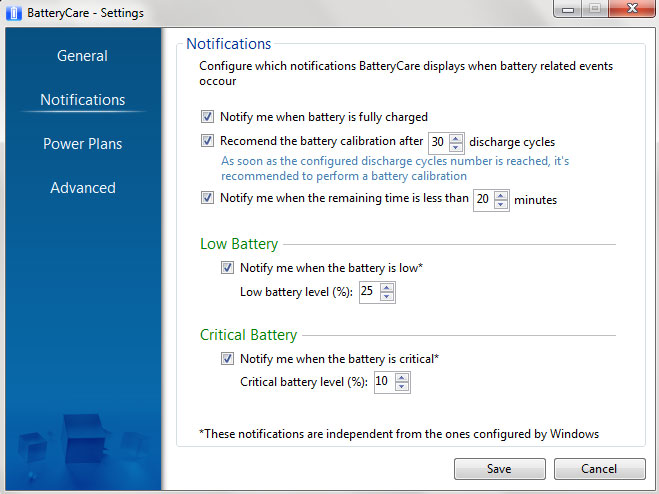 BatteryCare - Settings
General
Notifications
Power Plans
Advanced
Notifications
Configure which notifications BatteryCare displays when battery related events
occour
Notify me when battery is fully charged
Recomend the battery calibration after 30 discharge cycles
As soon as the configured discharge cycles number is reached, it's
recommended to perform a battery calibration
Notify me when the remaining time is less than 20 minutes
Low Battery
Notify me when the battery is low*
Low battery level (%): 25
Critical Battery
Notify me when the battery is critical*
Critical battery level (%): 10
*These notifications are independent from the ones configured by Windows
Save Cancel